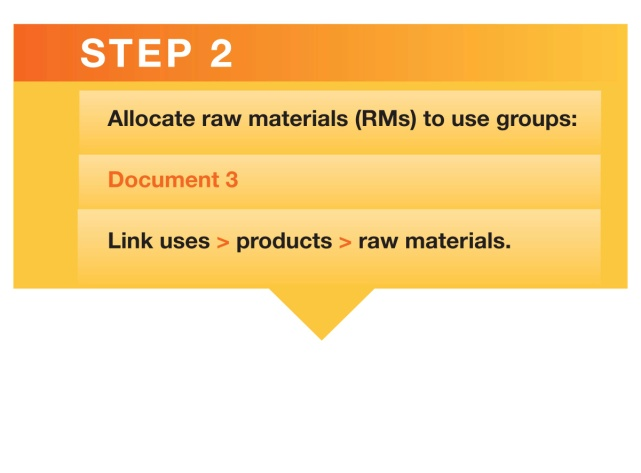 STEP 2
Allocate raw materials (RMs) to use groups:
Document 3
Link uses > products > raw materials.